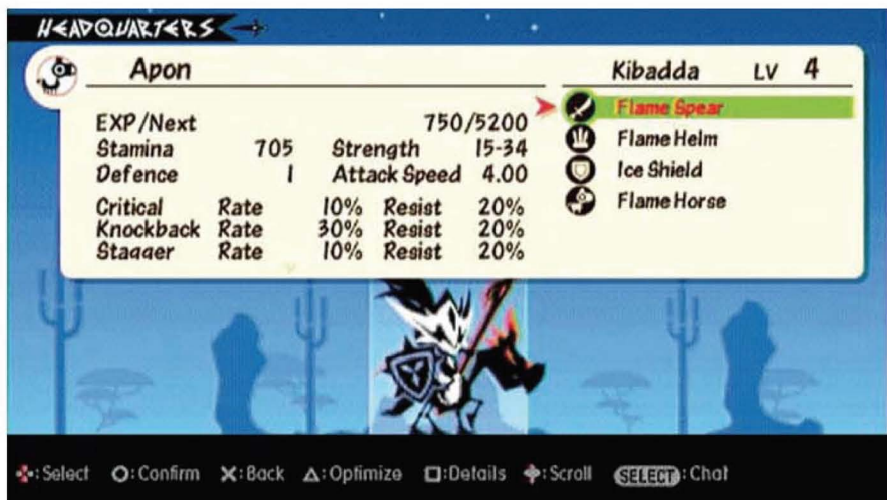 HEADQUARTERS
Apon
EXP/Next 750/5200
Stamina 705 Strength 15-34
Defence 1 Attack Speed 4.00
Critical Rate 10% Resist 20%
Knockback Rate 30% Resist 20%
Stagger Rate 10% Resist 20%
Kibadda LV 4
Flame Spear
Flame Helm
Ice Shield
Flame Horse
:Select O:Confirm X:Back △:Optimize □:Details :Scroll SELECT:Chat